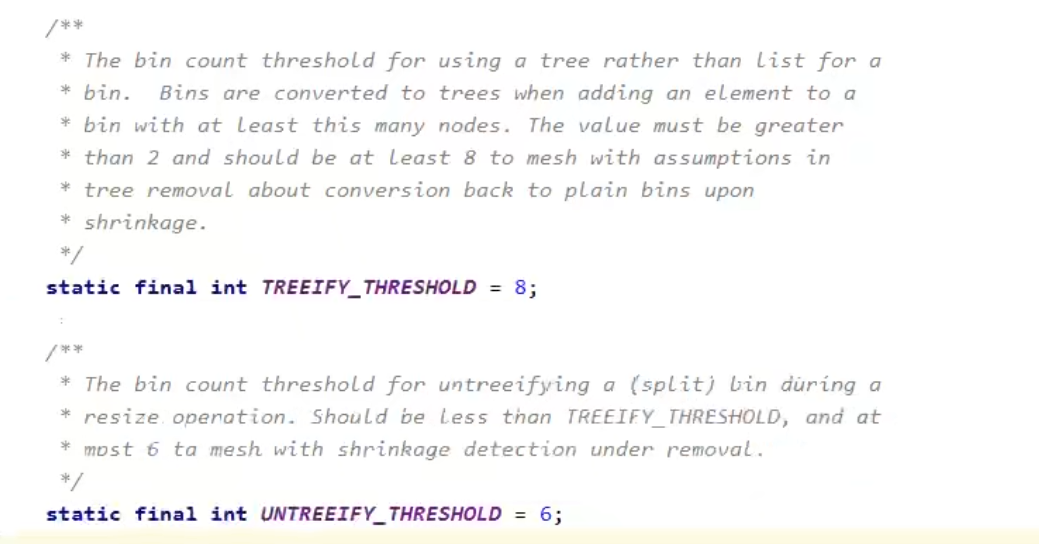 /**
* The bin count threshold for using a tree rather than list for a
* bin.  Bins are converted to trees when adding an element to a
* bin with at least this many nodes. The value must be greater
* than 2 and should be at least 8 to mesh with assumptions in
* tree removal about conversion back to plain bins upon
* shrinkage.
*/
static final int TREEIFY_THRESHOLD = 8;
/**
* The bin count threshold for untreeifying a (split) bin during a
* resize operation. Should be less than TREEIFY_THRESHOLD, and at
* most 6 to mesh with shrinkage detection under removal.
*/
static final int UNTREEIFY_THRESHOLD = 6;